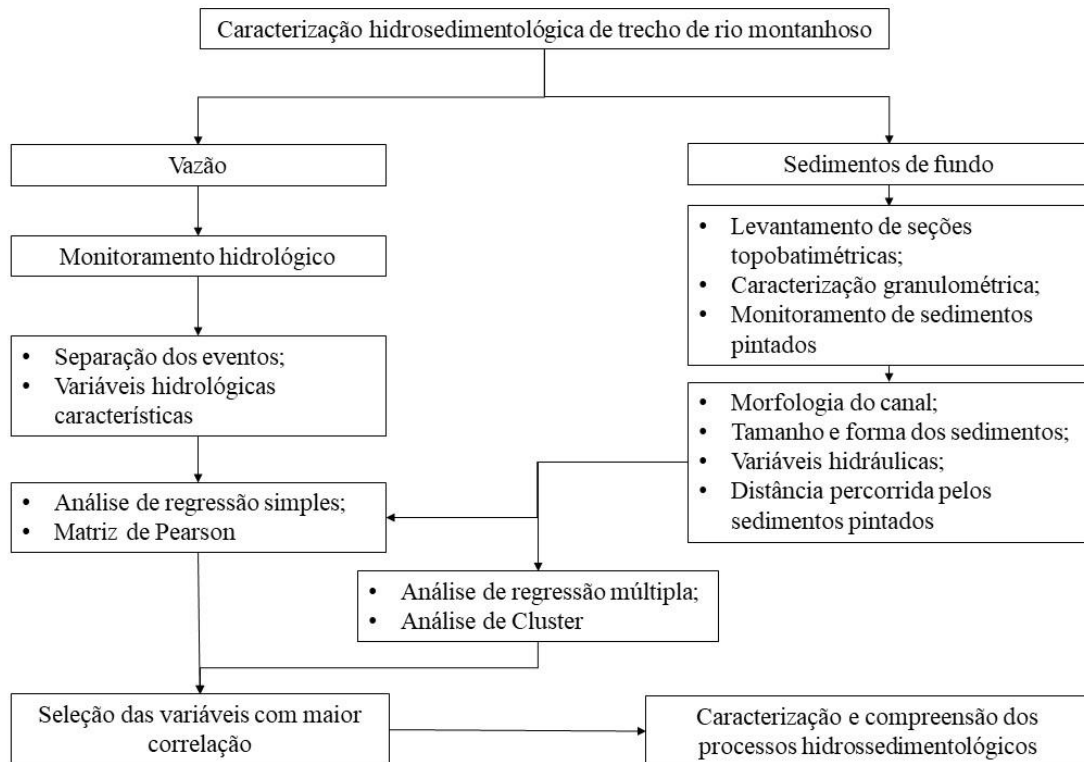 Caracterização hidrosedimentológica de trecho de rio montanhoso
Vazão
Sedimentos de fundo
Monitoramento hidrológico
• Levantamento de seções
topobatimétricas;
• Caracterização granulométrica;
• Monitoramento de sedimentos
pintados
• Separação dos eventos;
• Variáveis hidrológicas
características
• Morfologia do canal;
• Tamanho e forma dos sedimentos;
• Variáveis hidráulicas;
• Distância percorrida pelos
sedimentos pintados
• Análise de regressão simples;
• Matriz de Pearson
• Análise de regressão múltipla;
• Análise de Cluster
Seleção das variáveis com maior
correlação
Caracterização e compreensão dos
processos hidrossedimentológicos